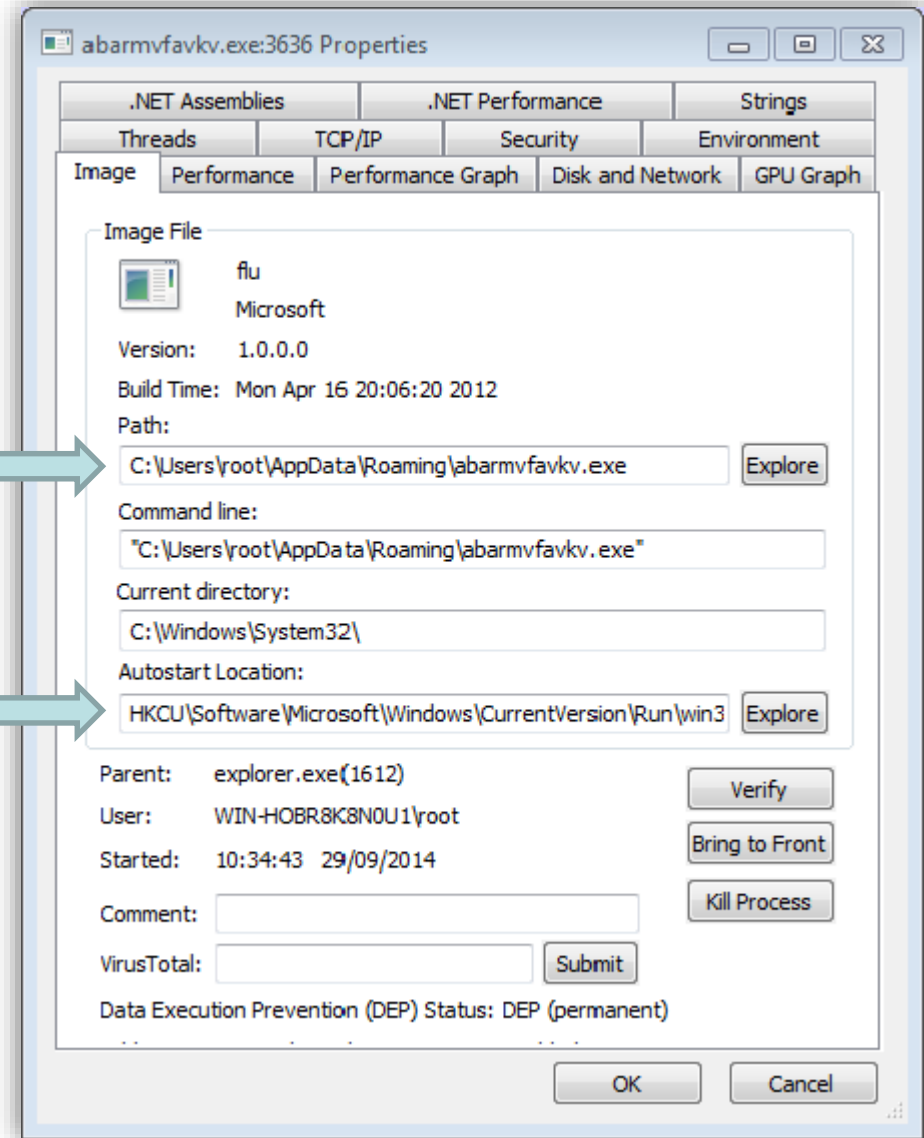 abarmvfavkv.exe:3636 Properties
.NET Assemblies .NET Performance Strings
Threads TCP/IP Security Environment
Image Performance Performance Graph Disk and Network GPU Graph
Image File
flu
Microsoft
Version: 1.0.0.0
Build Time: Mon Apr 16 20:06:20 2012
Path:
C:\Users\root\AppData\Roaming\abarmvfavkv.exe Explore
Command line:
"C:\Users\root\AppData\Roaming\abarmvfavkv.exe"
Current directory:
C:\Windows\System32\
Autostart Location:
HKCU\Software\Microsoft\Windows\CurrentVersion\Run\win3 Explore
Parent: explorer.exe(1612)
Verify
User: WIN-HOBR8K8N0U1\root
Bring to Front
Started: 10:34:43 29/09/2014
Kill Process
Comment:
VirusTotal: Submit
Data Execution Prevention (DEP) Status: DEP (permanent)
OK Cancel